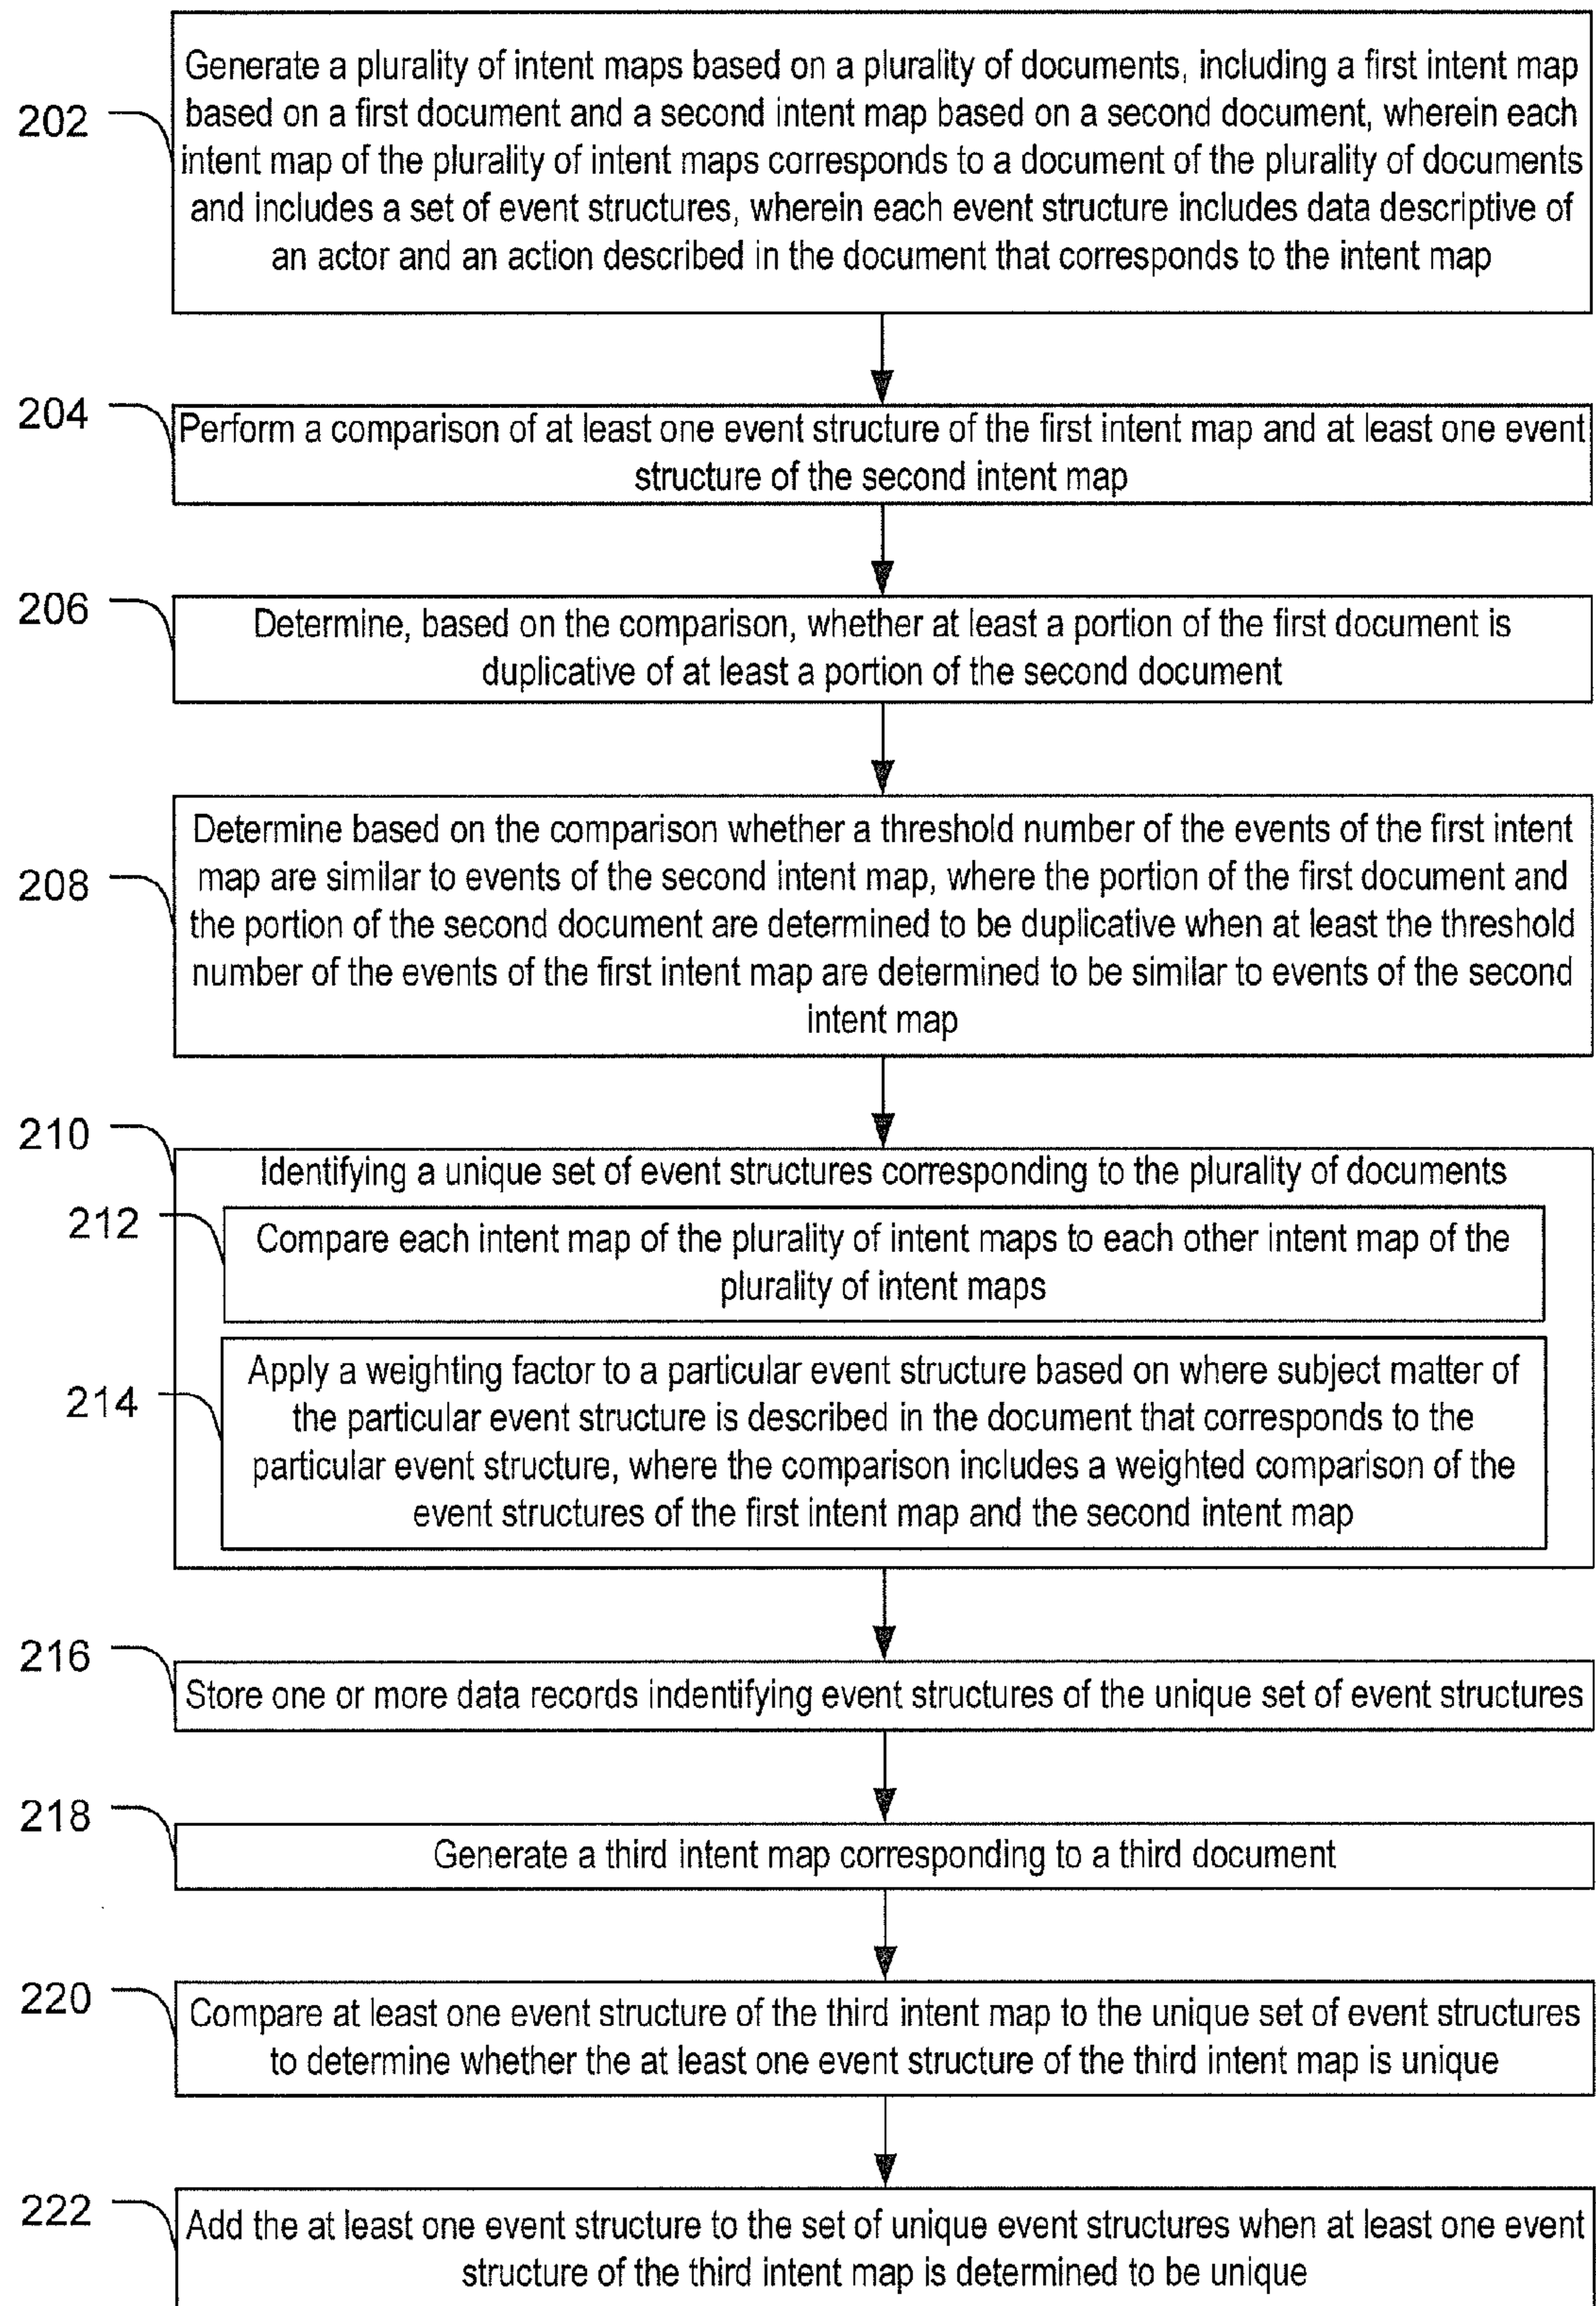 202
Generate a plurality of intent maps based on a plurality of documents, including a first intent map
based on a first document and a second intent map based on a second document, wherein each
intent map of the plurality of intent maps corresponds to a document of the plurality of documents
and includes a set of event structures, wherein each event structure includes data descriptive of
an actor and an action described in the document that corresponds to the intent map
204
Perform a comparison of at least one event structure of the first intent map and at least one event
structure of the second intent map
206
Determine, based on the comparison, whether at least a portion of the first document is
duplicative of at least a portion of the second document
208
Determine based on the comparison whether a threshold number of the events of the first intent
map are similar to events of the second intent map, where the portion of the first document and
the portion of the second document are determined to be duplicative when at least the threshold
number of the events of the first intent map are determined to be similar to events of the second
intent map
210
Identifying a unique set of event structures corresponding to the plurality of documents
212
Compare each intent map of the plurality of intent maps to each other intent map of the
plurality of intent maps
214
Apply a weighting factor to a particular event structure based on where subject matter of
the particular event structure is described in the document that corresponds to the
particular event structure, where the comparison includes a weighted comparison of the
event structures of the first intent map and the second intent map
216
Store one or more data records indentifying event structures of the unique set of event structures
218
Generate a third intent map corresponding to a third document
220
Compare at least one event structure of the third intent map to the unique set of event structures
to determine whether the at least one event structure of the third intent map is unique
222
Add the at least one event structure to the set of unique event structures when at least one event
structure of the third intent map is determined to be unique